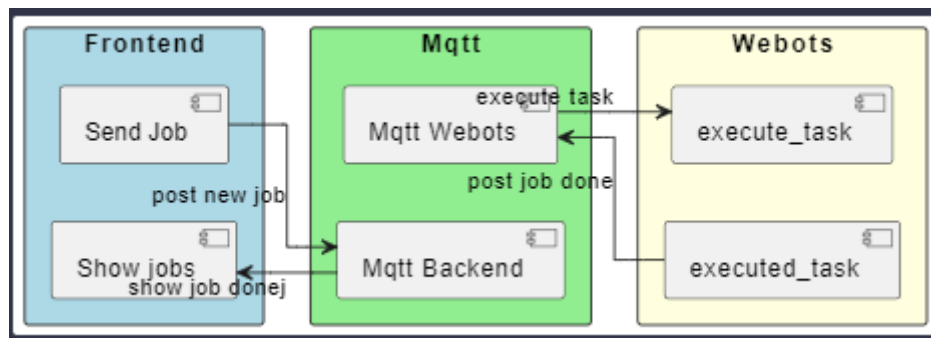 Frontend
Mqtt
Webots
execute task
Send Job
Mqtt Webots
execute_task
post new job
post job done
Show jobs
Mqtt Backend
executed_task
show job donej